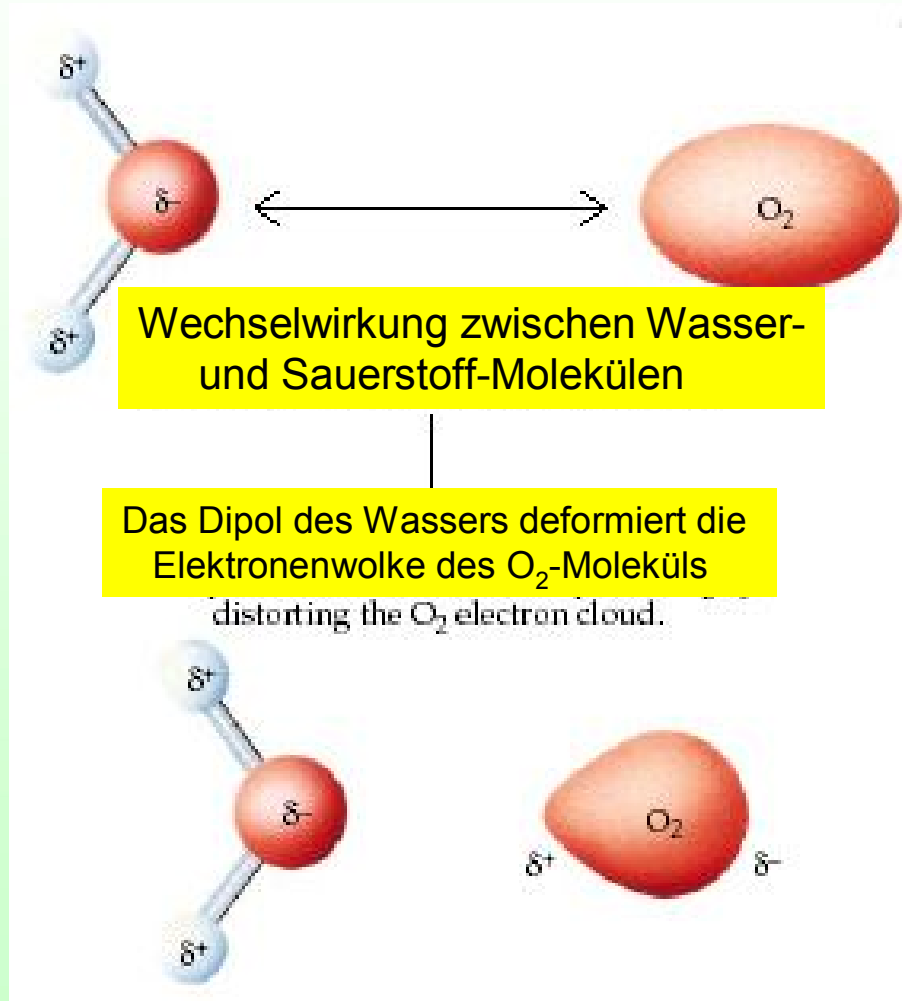 δ+
δ−
O2
δ+
Wechselwirkung zwischen Wasser-
und Sauerstoff-Molekülen
Das Dipol des Wassers deformiert die
Elektronenwolke des O2-Moleküls
distorting the O2 electron cloud.
δ+
δ−
O2
δ+
δ−
δ+